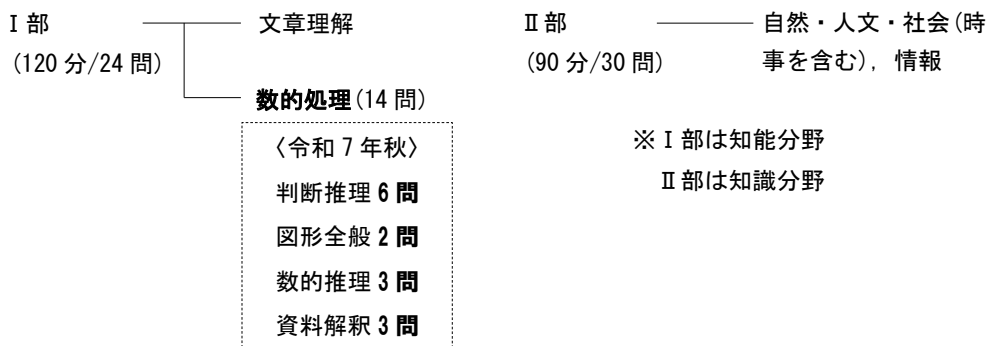 Ⅰ部
(120分/24問)
文章理解
数的処理(14問)
〈令和7年秋〉
判断推理6問
図形全般2問
数的推理3問
資料解釈3問
Ⅱ部
(90分/30問)
自然・人文・社会(時
事を含む)，情報
※Ⅰ部は知能分野
Ⅱ部は知識分野